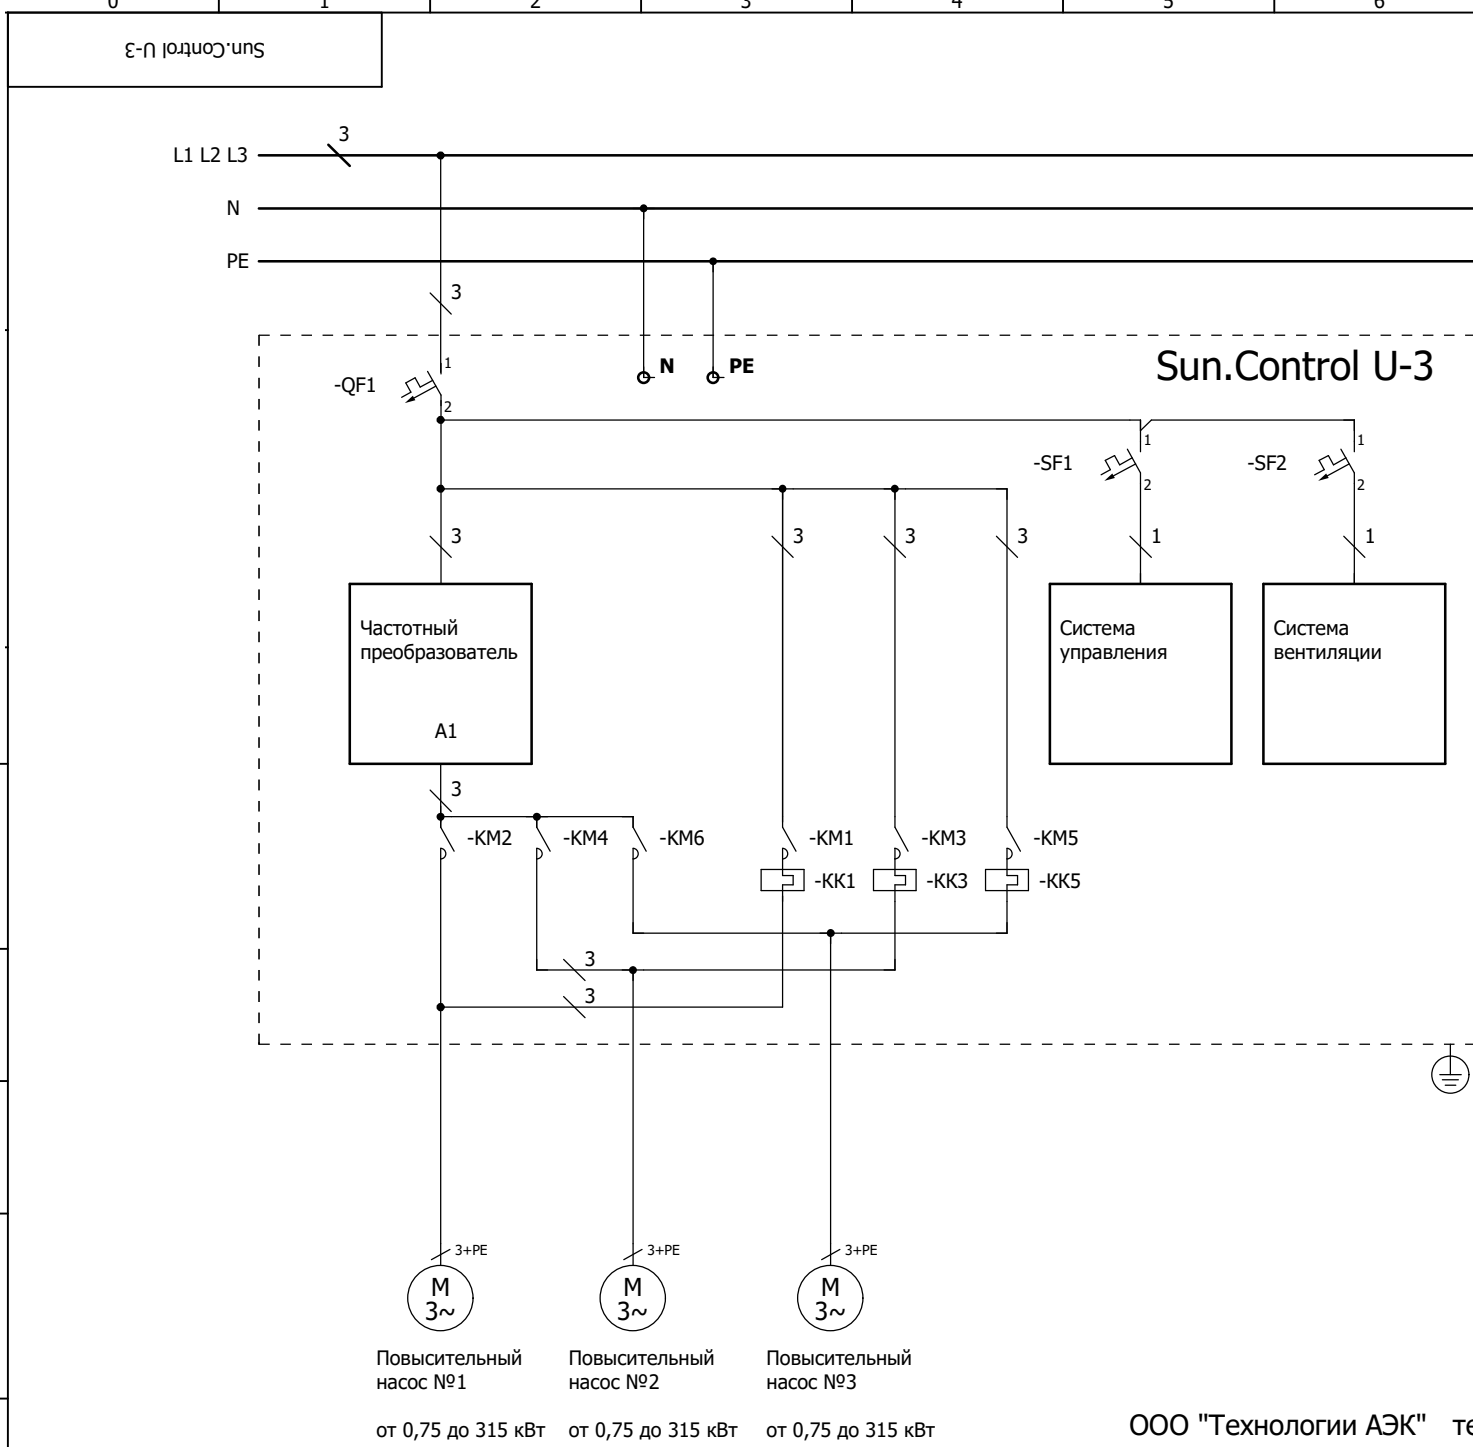 0 1 2 3 4 5 6
Sun.Control U-3
3
L1 L2 L3
N
PE
3
N PE
Sun.Control U-3
1
-QF1
2
1 1
-SF1 -SF2
2 2
3 3 3 3 1 1
Частотный
преобразователь
A1
Система
управления
Система
вентиляции
3
-KM2 -KM4 -KM6 -KM1 -KM3 -KM5
-KK1 -KK3 -KK5
3
3
3+PE 3+PE 3+PE
M M M
3~ 3~ 3~
Повысительный
насос №1
от 0,75 до 315 кВт
Повысительный
насос №2
от 0,75 до 315 кВт
Повысительный
насос №3
от 0,75 до 315 кВт
ООО "Технологии АЭК"